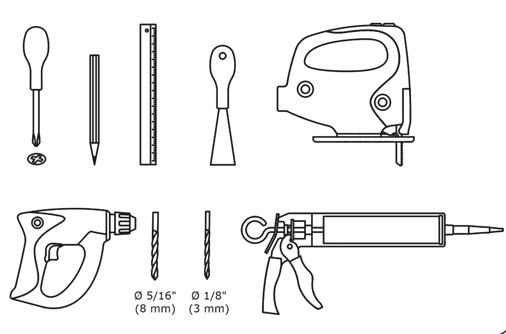 Ø 5/16" Ø 1/8"
(8 mm) (3 mm)